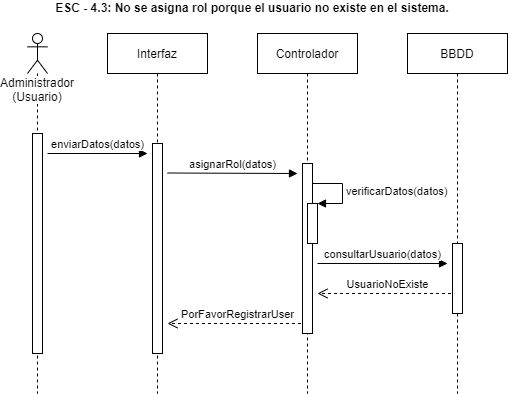 ESC - 4.3: No se asigna rol porque el usuario no existe en el sistema.
Interfaz
Controlador
BBDD
Administrador
(Usuario)
enviarDatos(datos)
asignarRol(datos)
verificarDatos(datos)
consultarUsuario(datos)
UsuarioNoExiste
PorFavorRegistrarUser